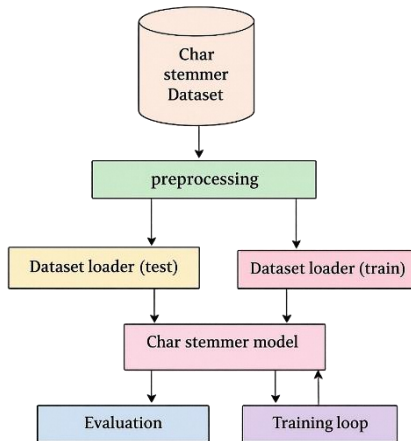 Char
stemmer
Dataset
preprocessing
Dataset loader (test)
Dataset loader (train)
Char stemmer model
Evaluation
Training loop